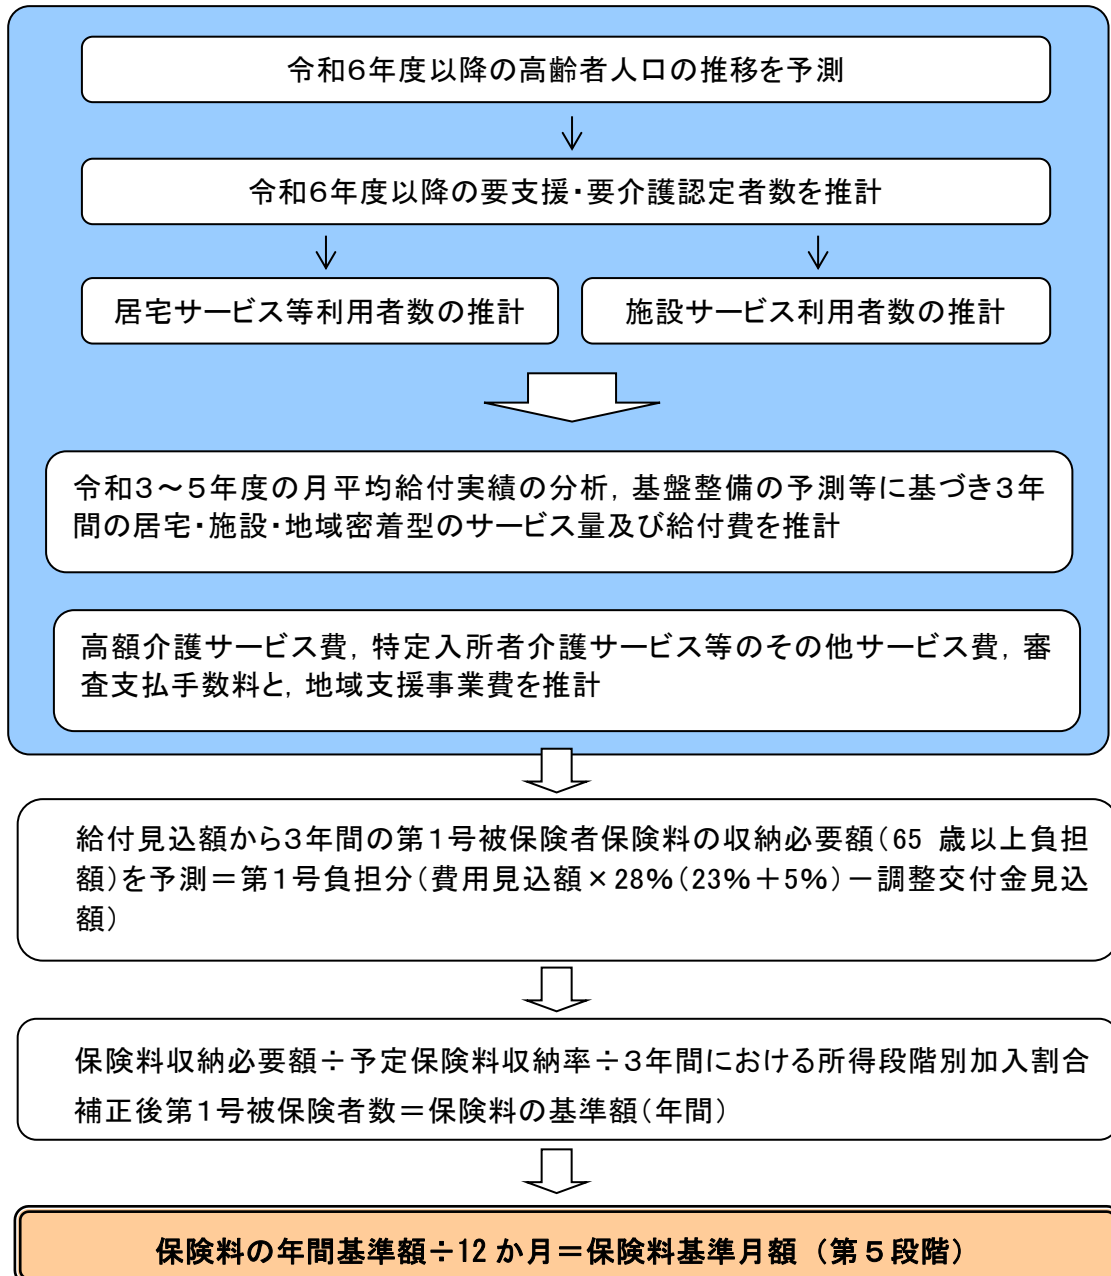 令和6年度以降の高齢者人口の推移を予測
↓
令和6年度以降の要支援・要介護認定者数を推計
↓ ↓
居宅サービス等利用者数の推計
施設サービス利用者数の推計
令和3～5年度の月平均給付実績の分析，基盤整備の予測等に基づき3年
間の居宅・施設・地域密着型のサービス量及び給付費を推計
高額介護サービス費，特定入所者介護サービス等のその他サービス費，審
査支払手数料と，地域支援事業費を推計
給付見込額から3年間の第1号被保険者保険料の収納必要額（65 歳以上負担
額）を予測＝第1号負担分（費用見込額×28％（23％＋5％）－調整交付金見込
額）
保険料収納必要額÷予定保険料収納率÷3年間における所得段階別加入割合
補正後第1号被保険者数＝保険料の基準額（年間）
保険料の年間基準額÷12 か月＝保険料基準月額（第５段階）